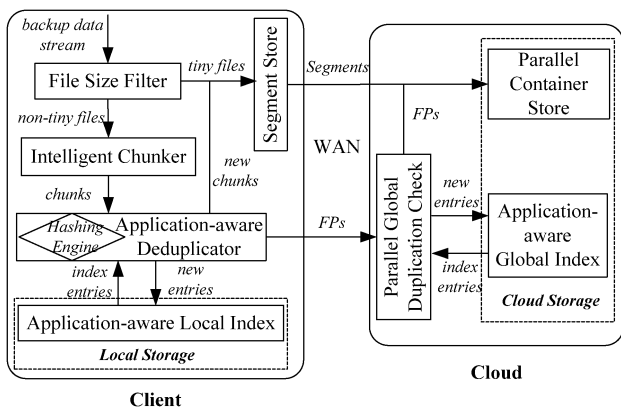 backup data
stream
File Size Filter
tiny files
Segment Store
Segments
non-tiny files
Intelligent Chunker
new
chunks
chunks
Hashing
Engine
Application-aware
Deduplicator
index
entries
new
entries
Application-aware Local Index
Local Storage
Client
WAN
FPs
Parallel
Container
Store
FPs
Parallel Global
Duplication Check
new
entries
Application-
aware
Global Index
index
entries
Cloud Storage
Cloud